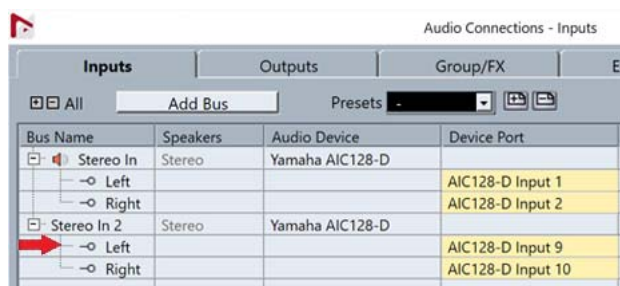 Audio Connections - Inputs
Inputs Outputs Group/FX E
All Add Bus Presets -
Bus Name Speakers Audio Device Device Port
Stereo In Stereo Yamaha AIC128-D
Left AIC128-D Input 1
Right AIC128-D Input 2
Stereo In 2 Stereo Yamaha AIC128-D
Left AIC128-D Input 9
Right AIC128-D Input 10